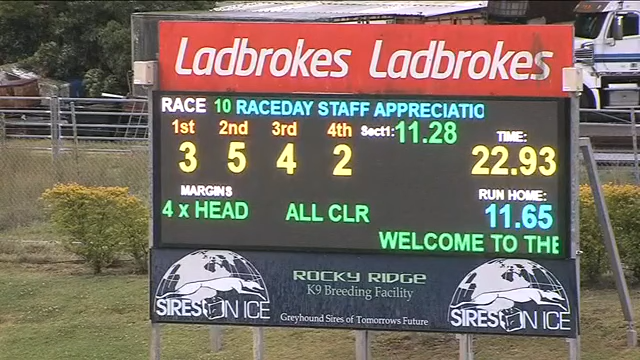 Ladbrokes Ladbrokes
RACE 10 RACEDAY STAFF APPRECIATIO
1st 2nd 3rd 4th Sect1: 11.28 TIME:
3 5 4 2 22.93
MARGINS RUN HOME:
4 x HEAD ALL CLR 11.65
WELCOME TO THE
ROCKY RIDGE
K9 Breeding Facility
SIRES ON ICE SIRES ON ICE
Greyhound Sires of Tomorrows Future